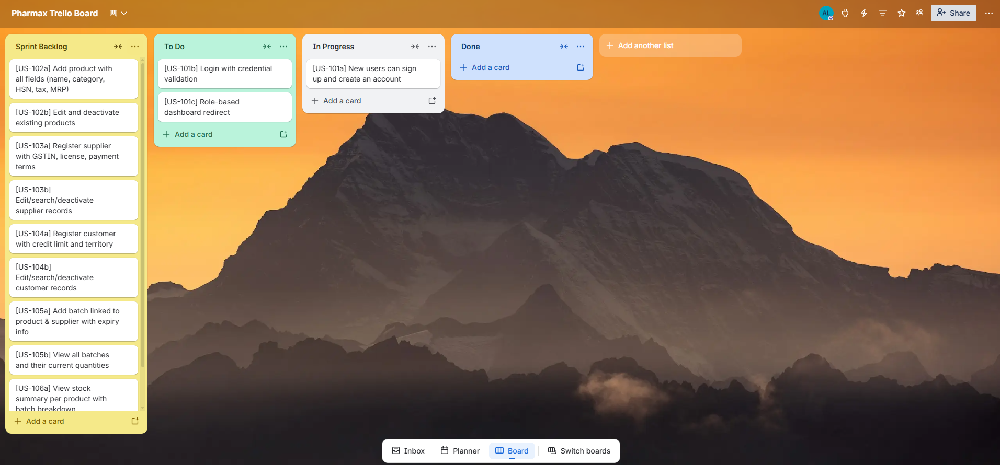 Pharmax Trello Board
AL
Share
Sprint Backlog
[US-102a] Add product with
all fields (name, category,
HSN, tax, MRP)
[US-102b] Edit and deactivate
existing products
[US-103a] Register supplier
with GSTIN, license, payment
terms
[US-103b]
Edit/search/deactivate
supplier records
[US-104a] Register customer
with credit limit and territory
[US-104b]
Edit/search/deactivate
customer records
[US-105a] Add batch linked to
product & supplier with expiry
info
[US-105b] View all batches
and their current quantities
[US-106a] View stock
summary per product with
batch breakdown
Add a card
To Do
[US-101b] Login with credential
validation
[US-101c] Role-based
dashboard redirect
Add a card
In Progress
[US-101a] New users can sign
up and create an account
Add a card
Done
Add a card
Add another list
Inbox
Planner
Board
Switch boards